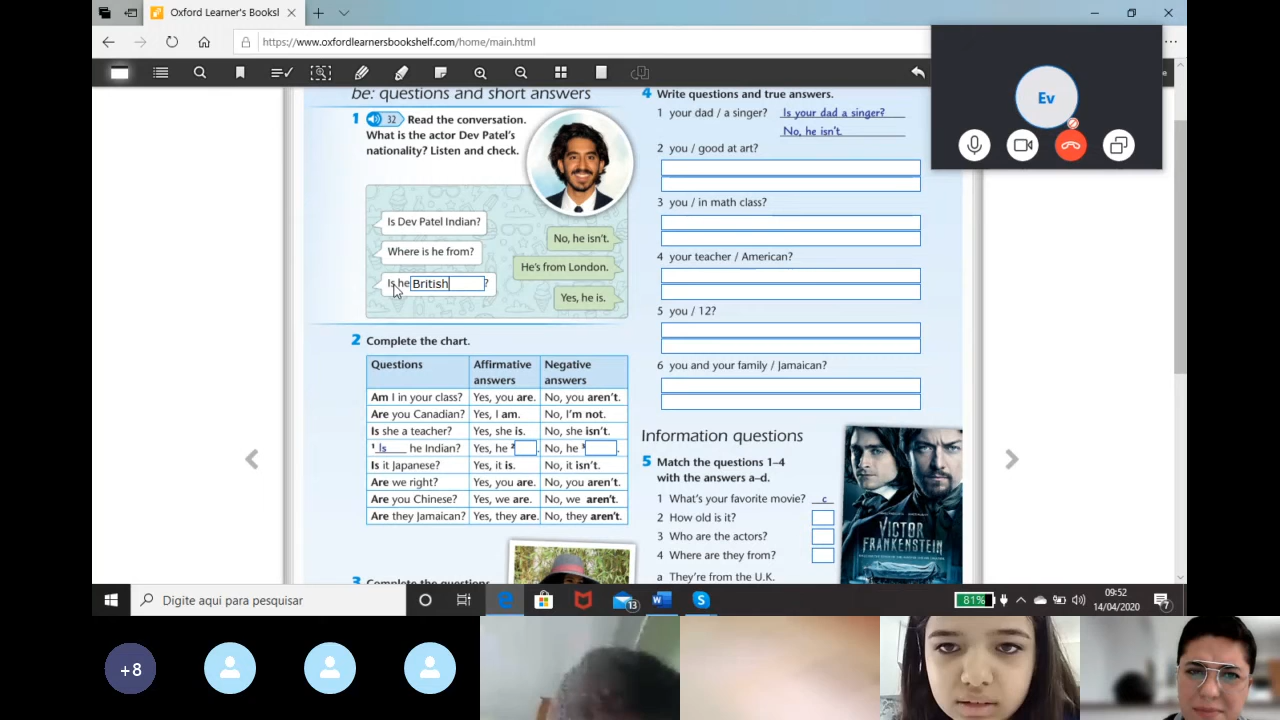 Oxford Learner's Booksl
https://www.oxfordlearnersbookshelf.com/home/main.html
be: questions and short answers
1 32 Read the conversation.
What is the actor Dev Patel's
nationality? Listen and check.
Is Dev Patel Indian?
No, he isn't.
Where is he from?
He's from London.
Is he British ?
Yes, he is.
2 Complete the chart.
Questions Affirmative answers Negative answers
Am I in your class? Yes, you are. No, you aren't.
Are you Canadian? Yes, I am. No, I'm not.
Is she a teacher? Yes, she is. No, she isn't.
1 Is he Indian? Yes, he 2 . No, he 3 .
Is it Japanese? Yes, it is. No, it isn't.
Are we right? Yes, you are. No, you aren't.
Are you Chinese? Yes, we are. No, we aren't.
Are they Jamaican? Yes, they are. No, they aren't.
3 Complete the questions
4 Write questions and true answers.
1 your dad / a singer? Is your dad a singer?
No, he isn't.
2 you / good at art?
3 you / in math class?
4 your teacher / American?
5 you / 12?
6 you and your family / Jamaican?
Information questions
5 Match the questions 1–4
with the answers a–d.
1 What's your favorite movie? c
2 How old is it?
3 Who are the actors?
4 Where are they from?
a They're from the U.K.
VICTOR
FRANKENSTEIN
Ev
Digite aqui para pesquisar
13
81%
09:52
14/04/2020
7
+8